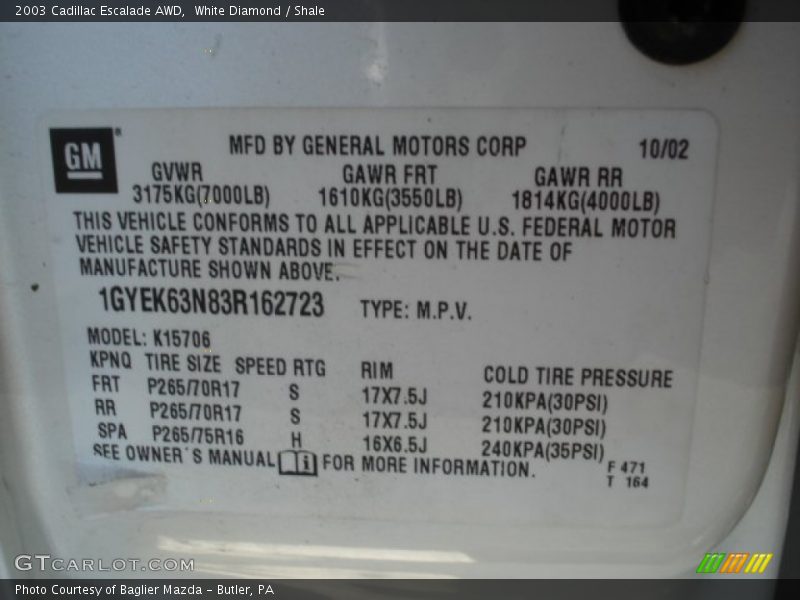 2003 Cadillac Escalade AWD,  White Diamond / Shale
GM
MFD BY GENERAL MOTORS CORP 10/02
GVWR GAWR FRT GAWR RR
3175KG(7000LB) 1610KG(3550LB) 1814KG(4000LB)
THIS VEHICLE CONFORMS TO ALL APPLICABLE U.S. FEDERAL MOTOR
VEHICLE SAFETY STANDARDS IN EFFECT ON THE DATE OF
MANUFACTURE SHOWN ABOVE.
1GYEK63N83R162723 TYPE: M.P.V.
MODEL: K15706
KPNQ TIRE SIZE SPEED RTG RIM COLD TIRE PRESSURE
FRT P265/70R17 S 17X7.5J 210KPA(30PSI)
RR P265/70R17 S 17X7.5J 210KPA(30PSI)
SPA P265/75R16 H 16X6.5J 240KPA(35PSI)
SEE OWNER'S MANUAL i FOR MORE INFORMATION.
F 471
T 164
GTCARLOT.COM
Photo Courtesy of Baglier Mazda - Butler, PA